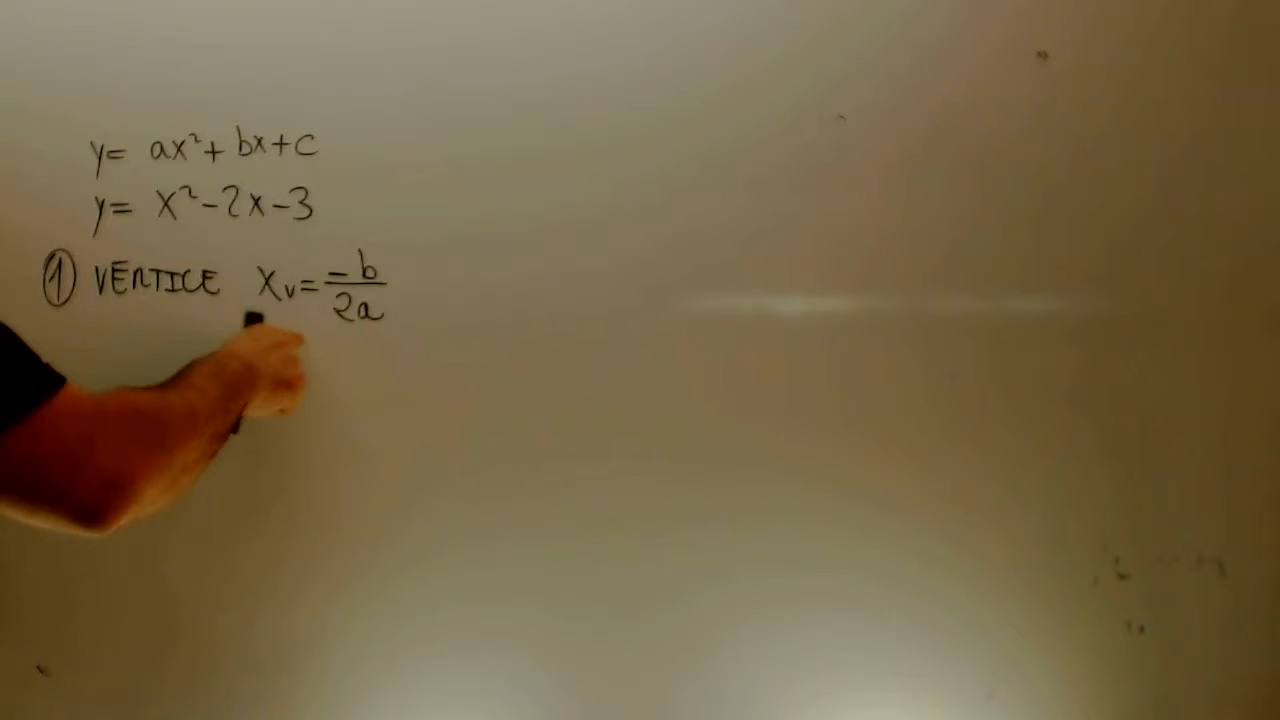 y= ax²+bx+c
y= x²-2x-3
① VERTICE Xᵥ=-b/2a